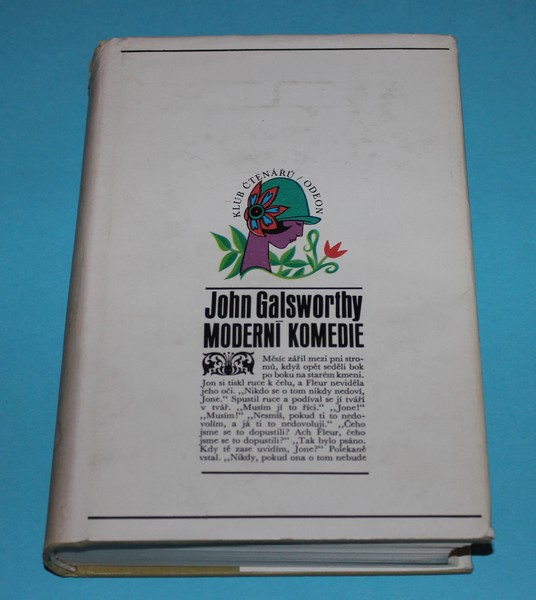 KLUB ČTENÁŘŮ / ODEON
John Galsworthy
MODERNÍ KOMEDIE
Měsíc zářil mezi pni stro-
mů, když opět seděli bok
po boku na starém kmeni.
Jon si tiskl ruce k čelu, a Fleur neviděla
jeho oči. „Nikdo se o tom nikdy nedoví,
Jone.“ Spustil ruce a podíval se jí tváří
v tvář. „Musím jí to říci.“ „Jone!“
„Musím!“ „Nesmíš, pokud ti to nedo-
volím, a já ti to nedovoluji.“ „Čeho
jsme se to dopustili? Ach Fleur, čeho
jsme se to dopustili?“ „Tak bylo psáno.
Kdy tě zase uvidím, Jone?“ Polekaně
vstal. „Nikdy, pokud ona o tom nebude